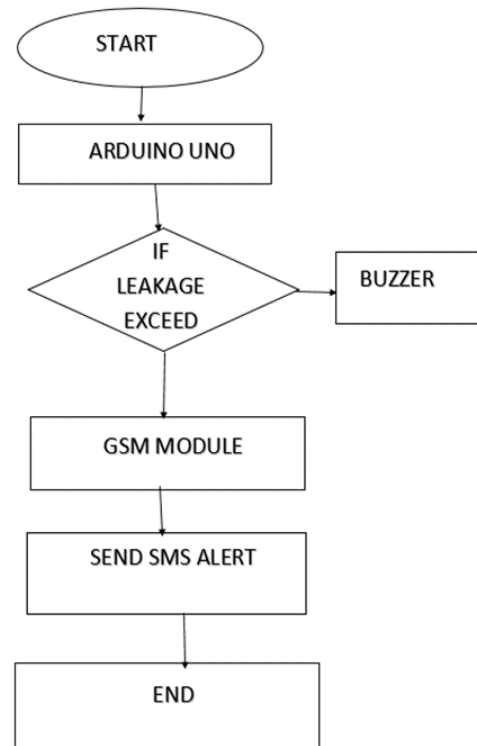 START
ARDUINO UNO
IF
LEAKAGE
EXCEED
BUZZER
GSM MODULE
SEND SMS ALERT
END